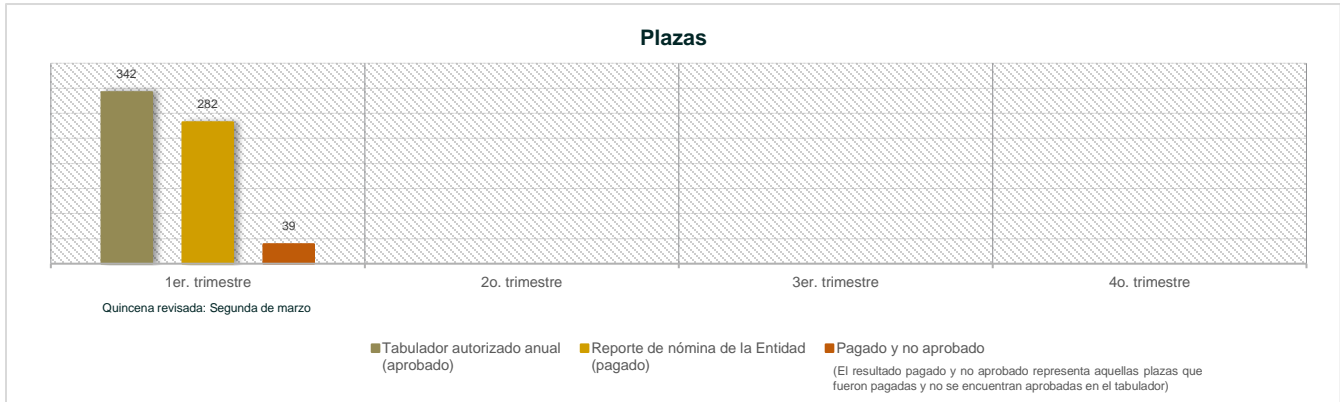 Plazas
342
282
39
1er. trimestre
2o. trimestre
3er. trimestre
4o. trimestre
Quincena revisada: Segunda de marzo
Tabulador autorizado anual
(aprobado)
Reporte de nómina de la Entidad
(pagado)
Pagado y no aprobado
(El resultado pagado y no aprobado representa aquellas plazas que
fueron pagadas y no se encuentran aprobadas en el tabulador)